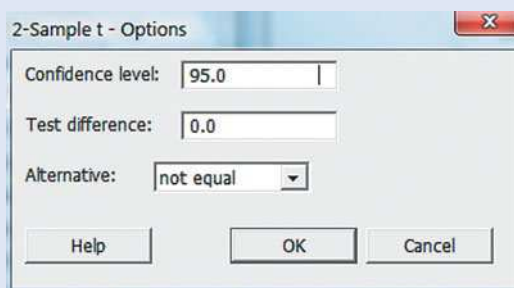 2-Sample t - Options
Confidence level: 95.0
Test difference: 0.0
Alternative: not equal
Help OK Cancel